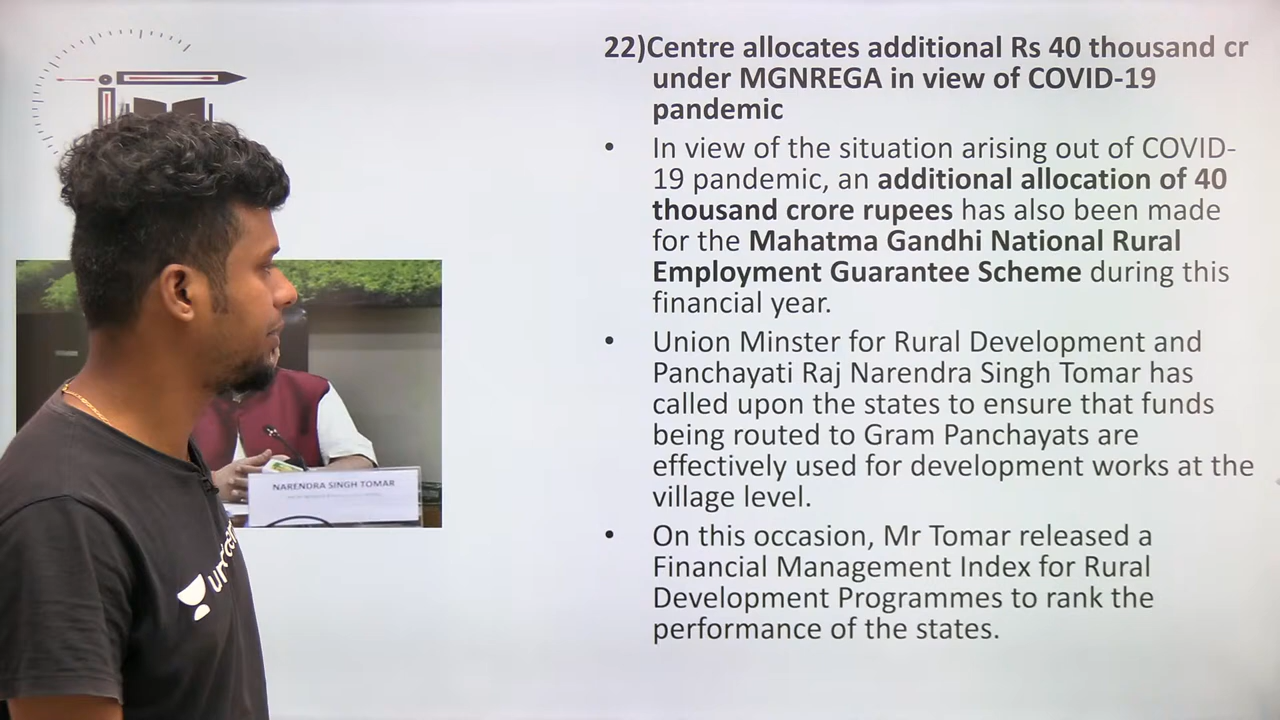 22)Centre allocates additional Rs 40 thousand cr
under MGNREGA in view of COVID-19
pandemic
• In view of the situation arising out of COVID-
19 pandemic, an additional allocation of 40
thousand crore rupees has also been made
for the Mahatma Gandhi National Rural
Employment Guarantee Scheme during this
financial year.
• Union Minster for Rural Development and
Panchayati Raj Narendra Singh Tomar has
called upon the states to ensure that funds
being routed to Gram Panchayats are
effectively used for development works at the
village level.
• On this occasion, Mr Tomar released a
Financial Management Index for Rural
Development Programmes to rank the
performance of the states.
NARENDRA SINGH TOMAR